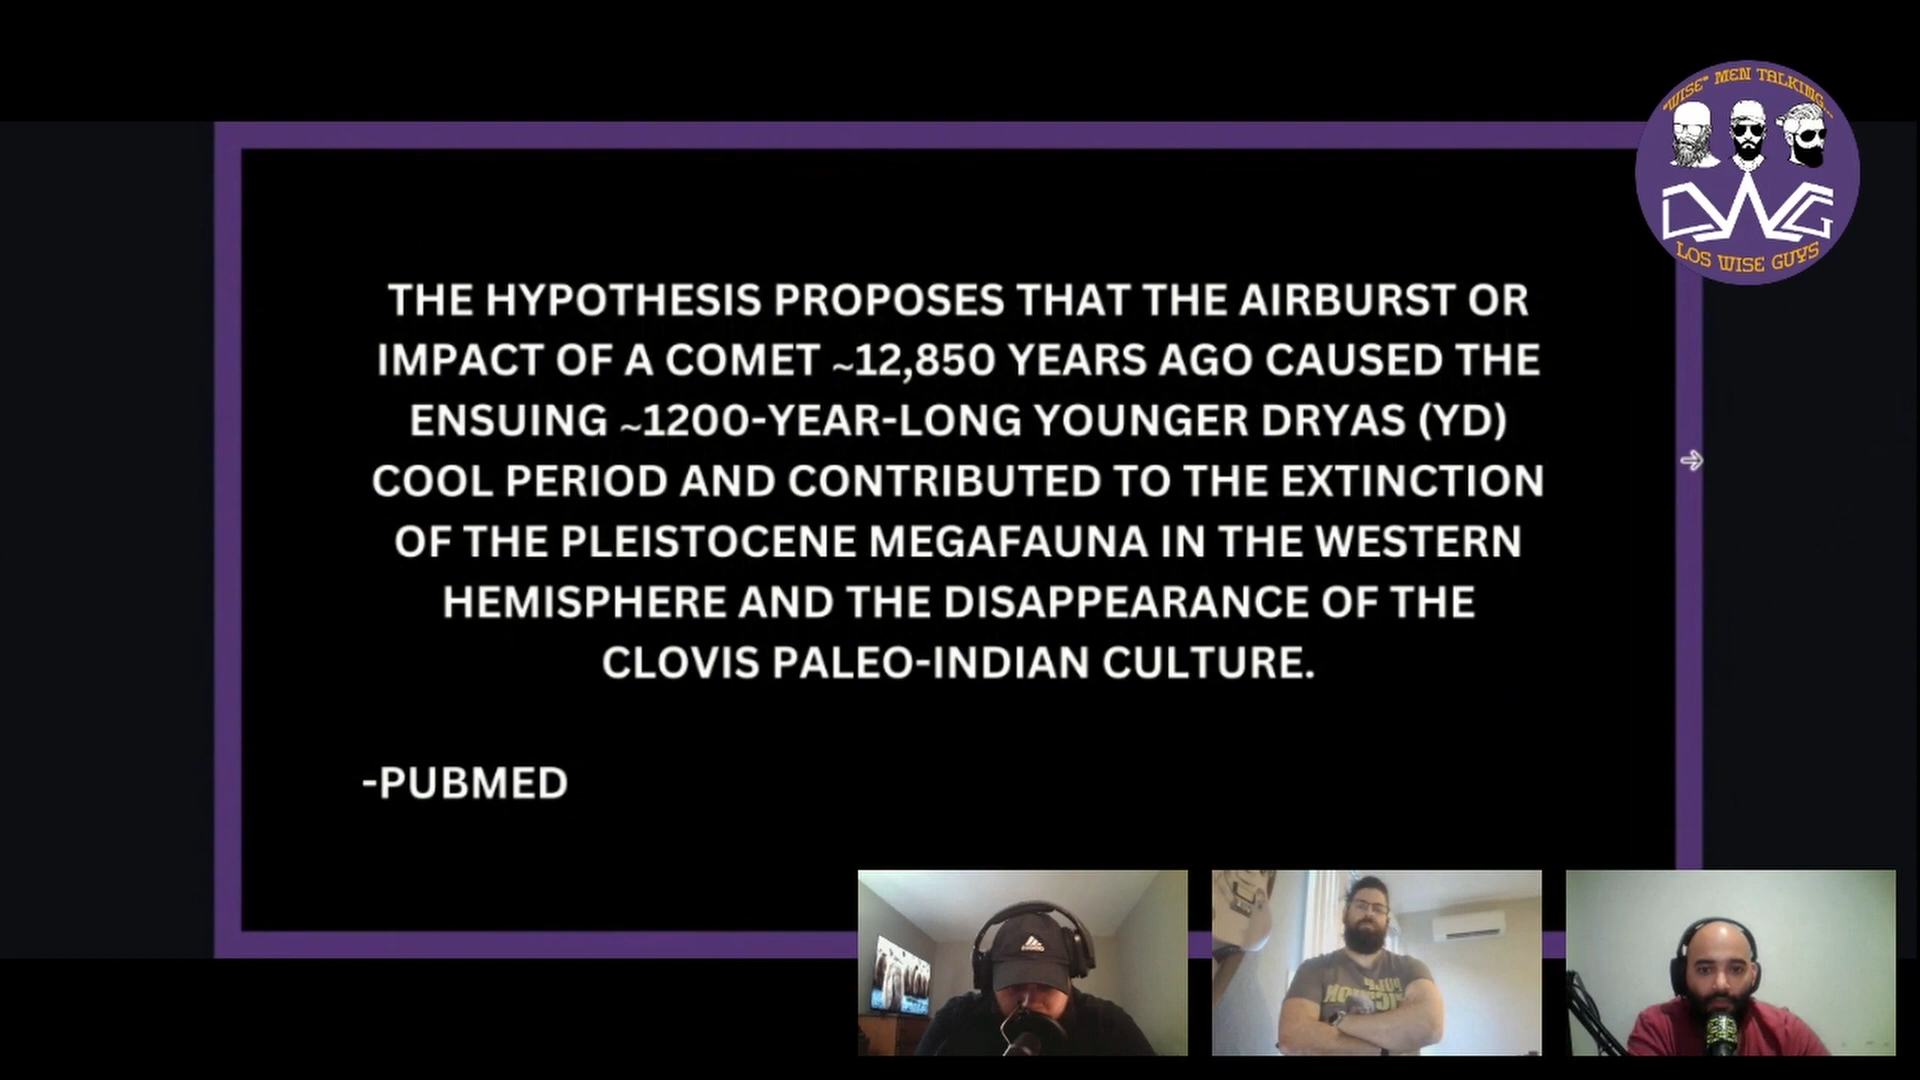 "WISE" MEN TALKING...
LWG
LOS WISE GUYS
THE HYPOTHESIS PROPOSES THAT THE AIRBURST OR
IMPACT OF A COMET ~12,850 YEARS AGO CAUSED THE
ENSUING ~1200-YEAR-LONG YOUNGER DRYAS (YD)
COOL PERIOD AND CONTRIBUTED TO THE EXTINCTION
OF THE PLEISTOCENE MEGAFAUNA IN THE WESTERN
HEMISPHERE AND THE DISAPPEARANCE OF THE
CLOVIS PALEO-INDIAN CULTURE.
-PUBMED